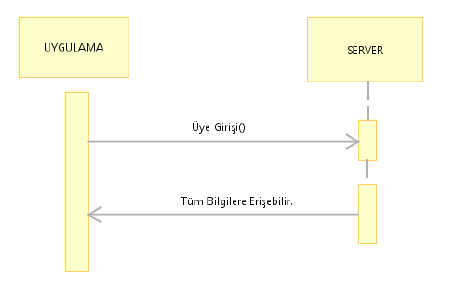 UYGULAMA
SERVER
Üye Girişi()
Tüm Bilgilere Erişebilir.